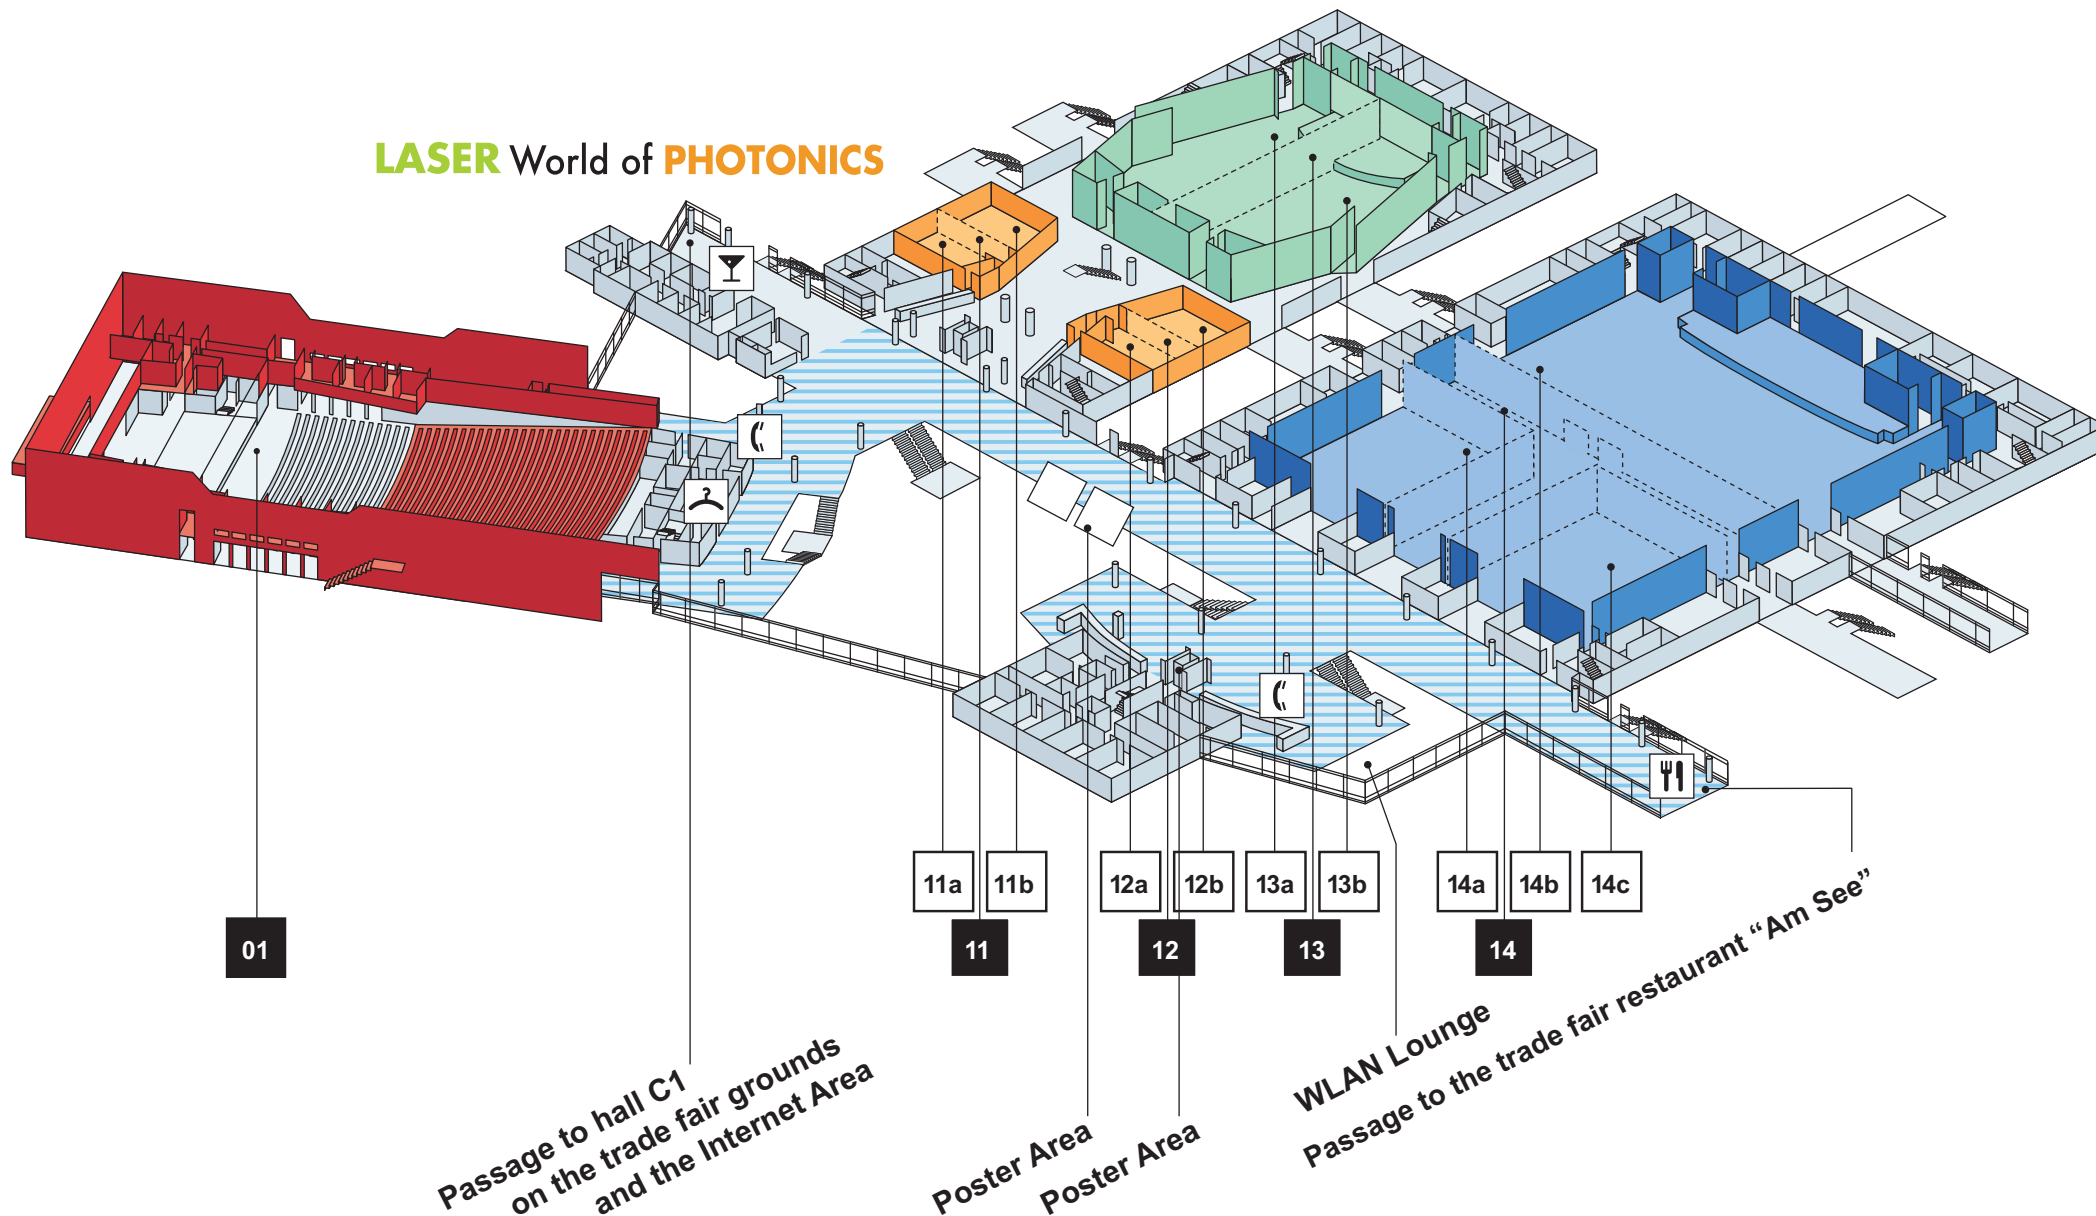 LASER World of PHOTONICS
11a
11b
12a
12b
13a
13b
14a
14b
14c
01
11
12
13
14
Passage to hall C1
on the trade fair grounds
and the Internet Area
Poster Area
Poster Area
WLAN Lounge
Passage to the trade fair restaurant “Am See”